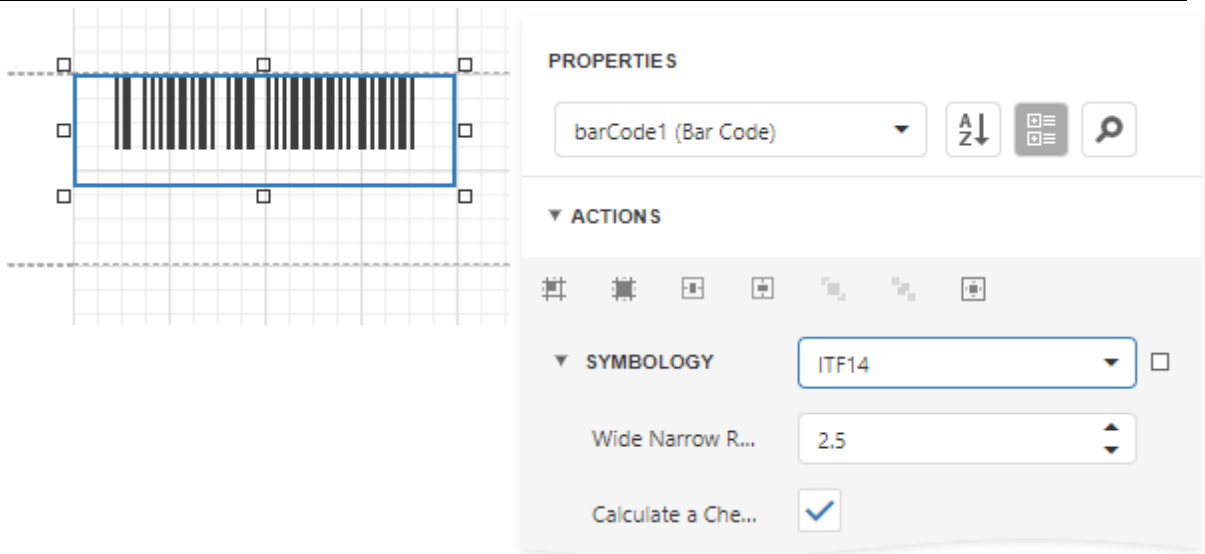 PROPERTIES
barCode1 (Bar Code)
A
Z
ACTIONS
SYMBOLOGY
ITF14
Wide Narrow R...
2.5
Calculate a Che...